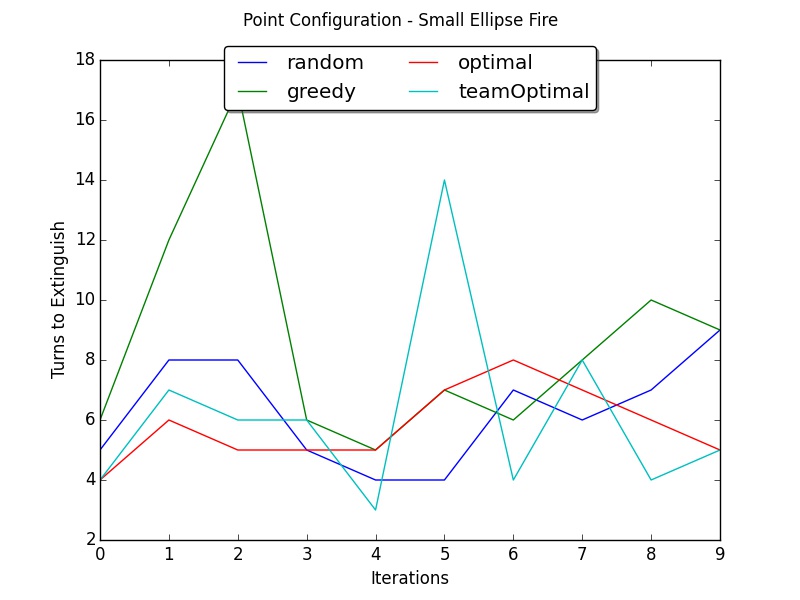 Point Configuration - Small Ellipse Fire
random optimal
greedy teamOptimal
18
16
14
12
10
8
6
4
2
Turns to Extinguish
0 1 2 3 4 5 6 7 8 9
Iterations